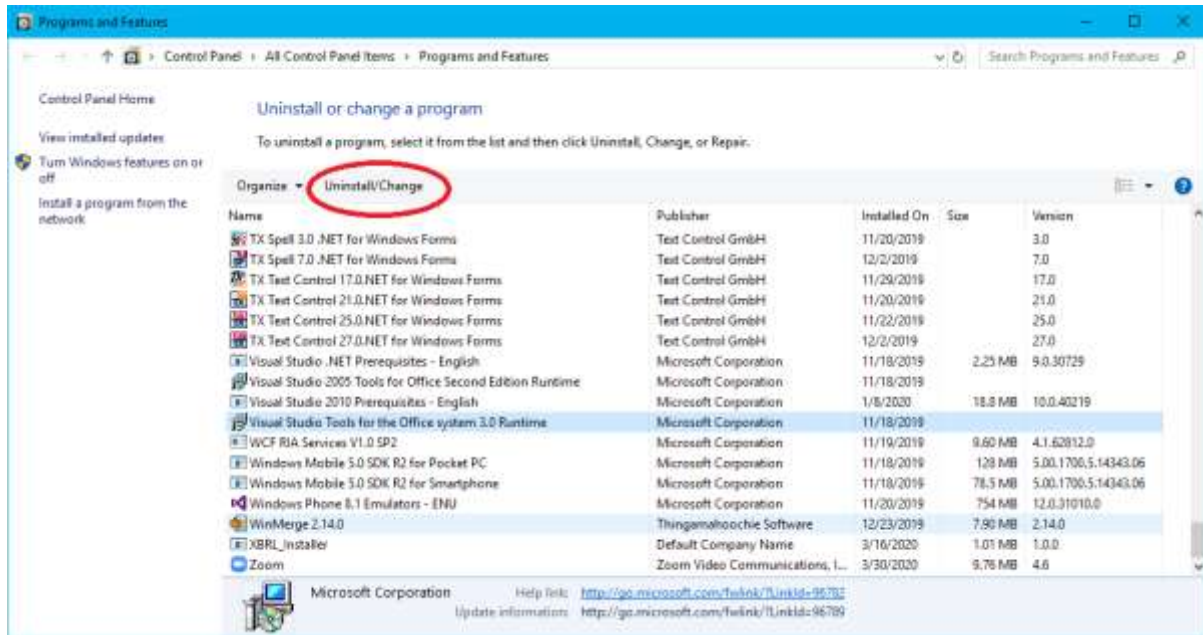 Programs and Features
Control Panel > All Control Panel Items > Programs and Features
Search Programs and Features
Control Panel Home
View installed updates
Turn Windows features on or
off
Install a program from the
network
Uninstall or change a program
To uninstall a program, select it from the list and then click Uninstall, Change, or Repair.
Organize Uninstall/Change
Name Publisher Installed On Size Version
TX Spell 3.0 .NET for Windows Forms Text Control GmbH 11/20/2019 3.0
TX Spell 7.0 .NET for Windows Forms Text Control GmbH 12/2/2019 7.0
TX Text Control 17.0.NET for Windows Forms Text Control GmbH 11/29/2019 17.0
TX Text Control 21.0.NET for Windows Forms Text Control GmbH 11/20/2019 21.0
TX Text Control 25.0.NET for Windows Forms Text Control GmbH 11/22/2019 25.0
TX Text Control 27.0.NET for Windows Forms Text Control GmbH 12/2/2019 27.0
Visual Studio .NET Prerequisites - English Microsoft Corporation 11/18/2019 2.25 MB 9.0.30729
Visual Studio 2005 Tools for Office Second Edition Runtime Microsoft Corporation 11/18/2019
Visual Studio 2010 Prerequisites - English Microsoft Corporation 1/8/2020 18.8 MB 10.0.40219
Visual Studio Tools for the Office system 3.0 Runtime Microsoft Corporation 11/18/2019
WCF RIA Services V1.0 SP2 Microsoft Corporation 11/19/2019 9.60 MB 4.1.62812.0
Windows Mobile 5.0 SDK R2 for Pocket PC Microsoft Corporation 11/18/2019 128 MB 5.00.1700.5.14343.06
Windows Mobile 5.0 SDK R2 for Smartphone Microsoft Corporation 11/18/2019 78.5 MB 5.00.1700.5.14343.06
Windows Phone 8.1 Emulators - ENU Microsoft Corporation 11/20/2019 754 MB 12.0.31010.0
WinMerge 2.14.0 Thingamahoochie Software 12/23/2019 7.90 MB 2.14.0
XBRL_Installer Default Company Name 3/16/2020 1.01 MB 1.0.0
Zoom Zoom Video Communications, I... 3/30/2020 9.76 MB 4.6
Microsoft Corporation Help link: http://go.microsoft.com/fwlink/?LinkId=96782
Update information: http://go.microsoft.com/fwlink/?LinkId=96789